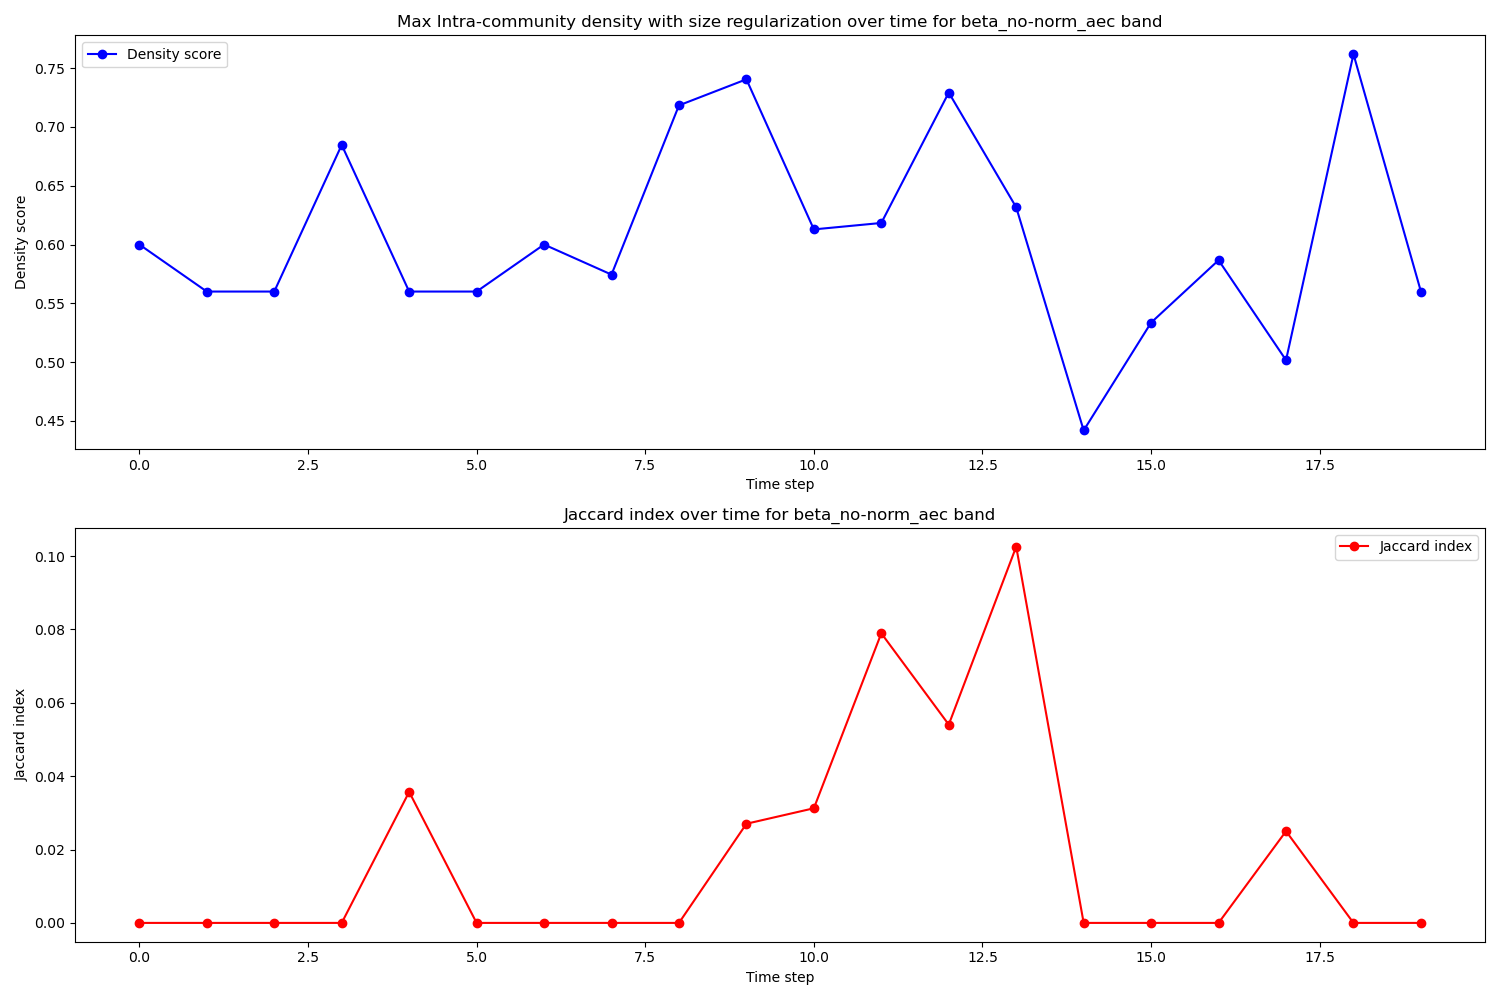 Max Intra-community density with size regularization over time for beta_no-norm_aec band
Density score
0.75
0.70
0.65
0.60
0.55
0.50
0.45
Density score
0.0 2.5 5.0 7.5 10.0 12.5 15.0 17.5
Time step
Jaccard index over time for beta_no-norm_aec band
Jaccard index
0.10
0.08
0.06
0.04
0.02
0.00
Jaccard index
0.0 2.5 5.0 7.5 10.0 12.5 15.0 17.5
Time step